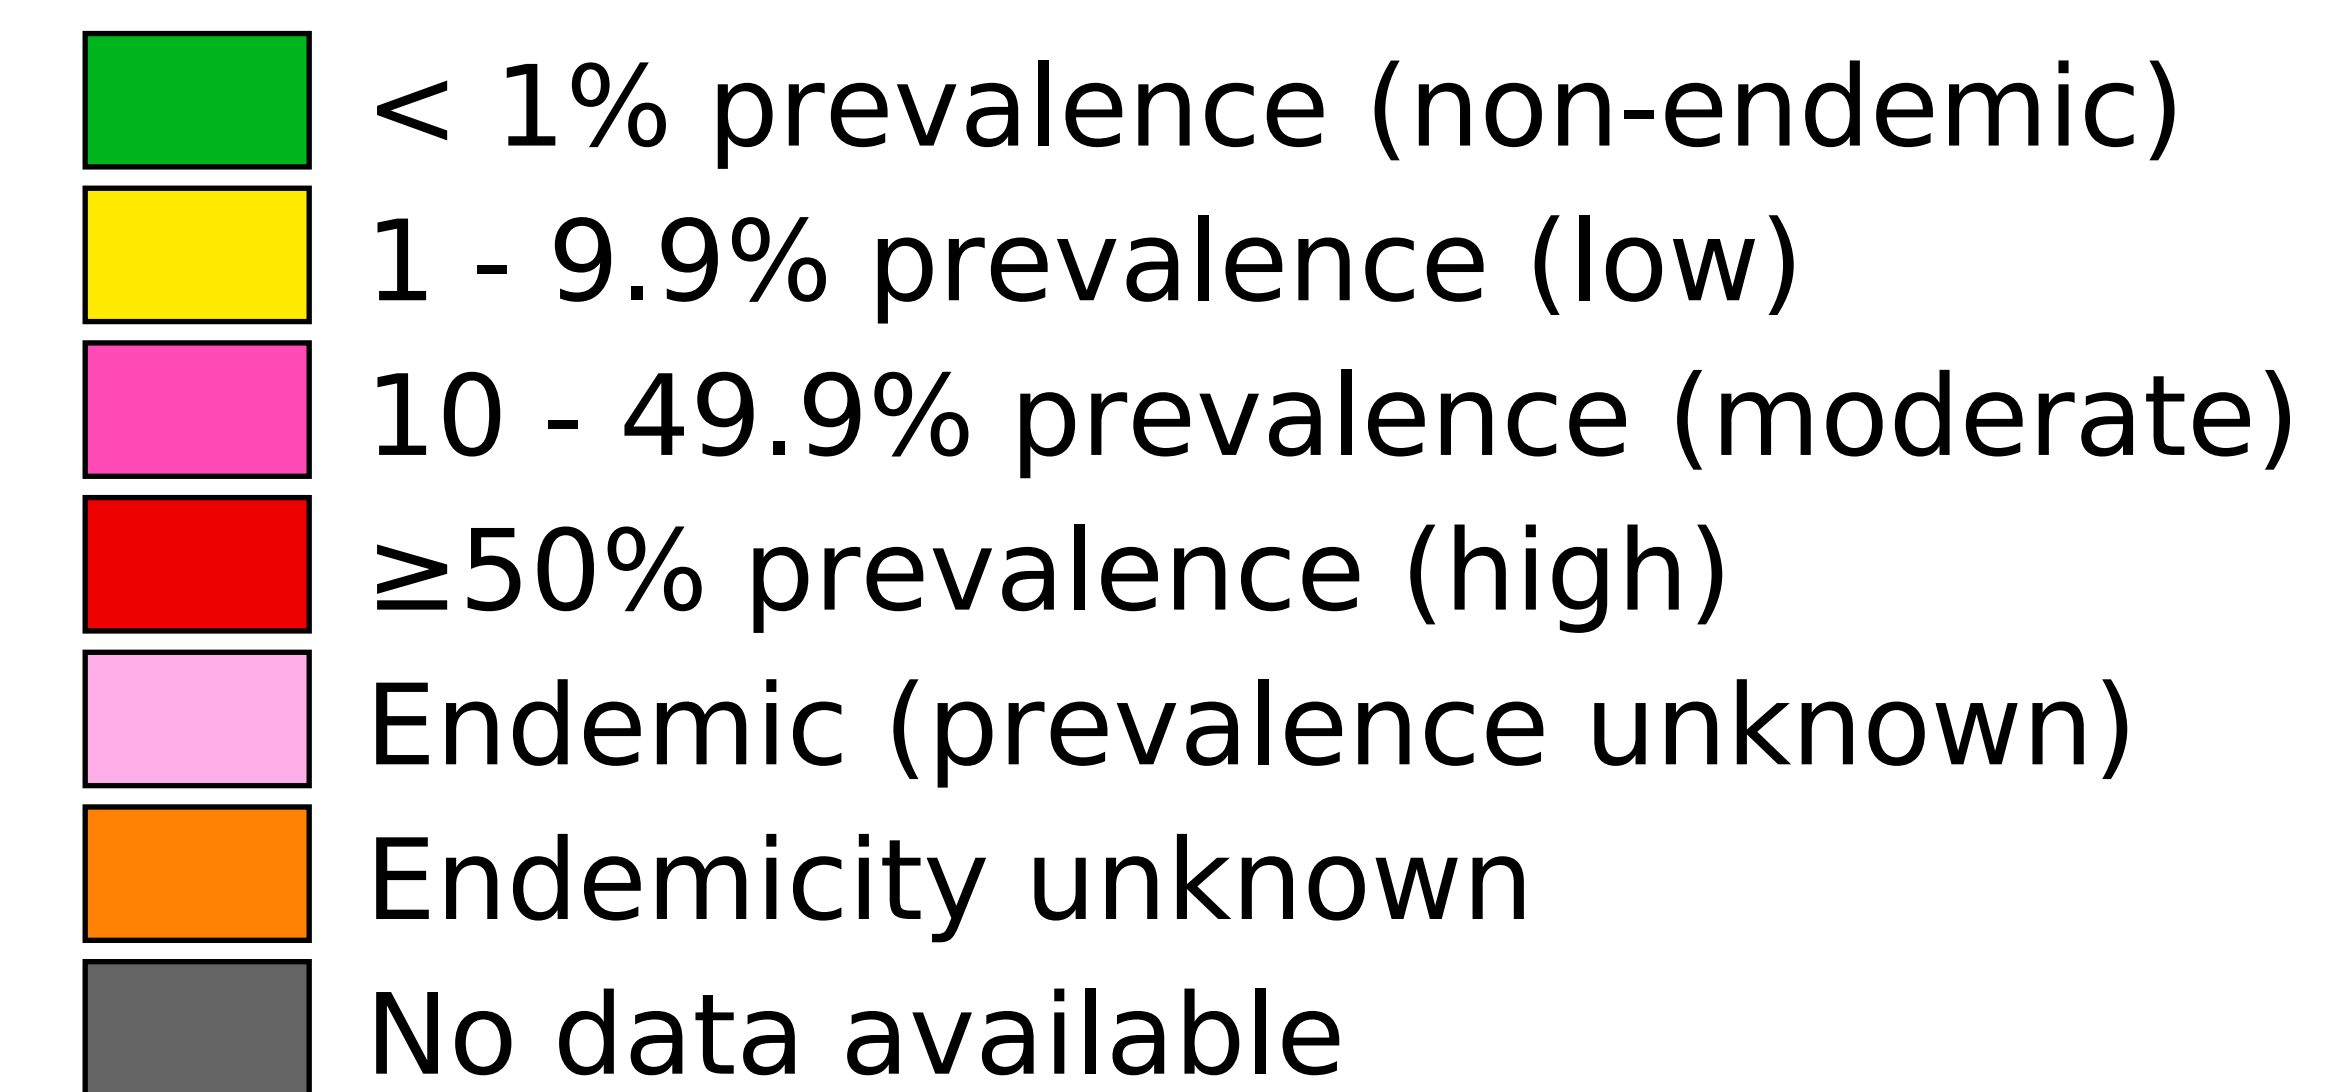 < 1% prevalence (non-endemic)
1 - 9.9% prevalence (low)
10 - 49.9% prevalence (moderate)
≥50% prevalence (high)
Endemic (prevalence unknown)
Endemicity unknown
No data available